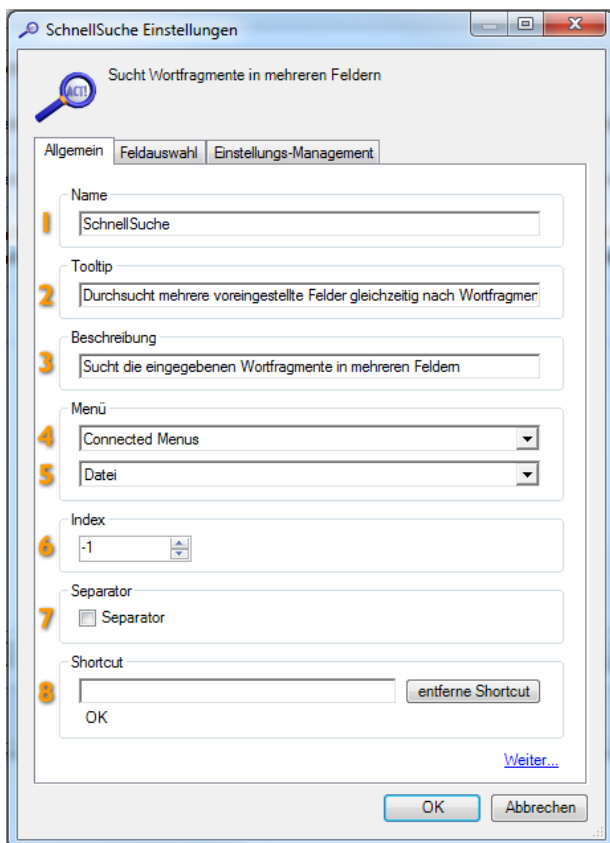 SchnellSuche Einstellungen
Sucht Wortfragmente in mehreren Feldern
ACT!
Allgemein Feldauswahl Einstellungs-Management
Name
1 SchnellSuche
Tooltip
2 Durchsucht mehrere voreingestellte Felder gleichzeitig nach Wortfragmen
Beschreibung
3 Sucht die eingegebenen Wortfragmente in mehreren Feldern
Menü
4 Connected Menus
5 Datei
Index
6 -1
Separator
7 Separator
Shortcut
8 entferne Shortcut
OK
Weiter...
OK Abbrechen